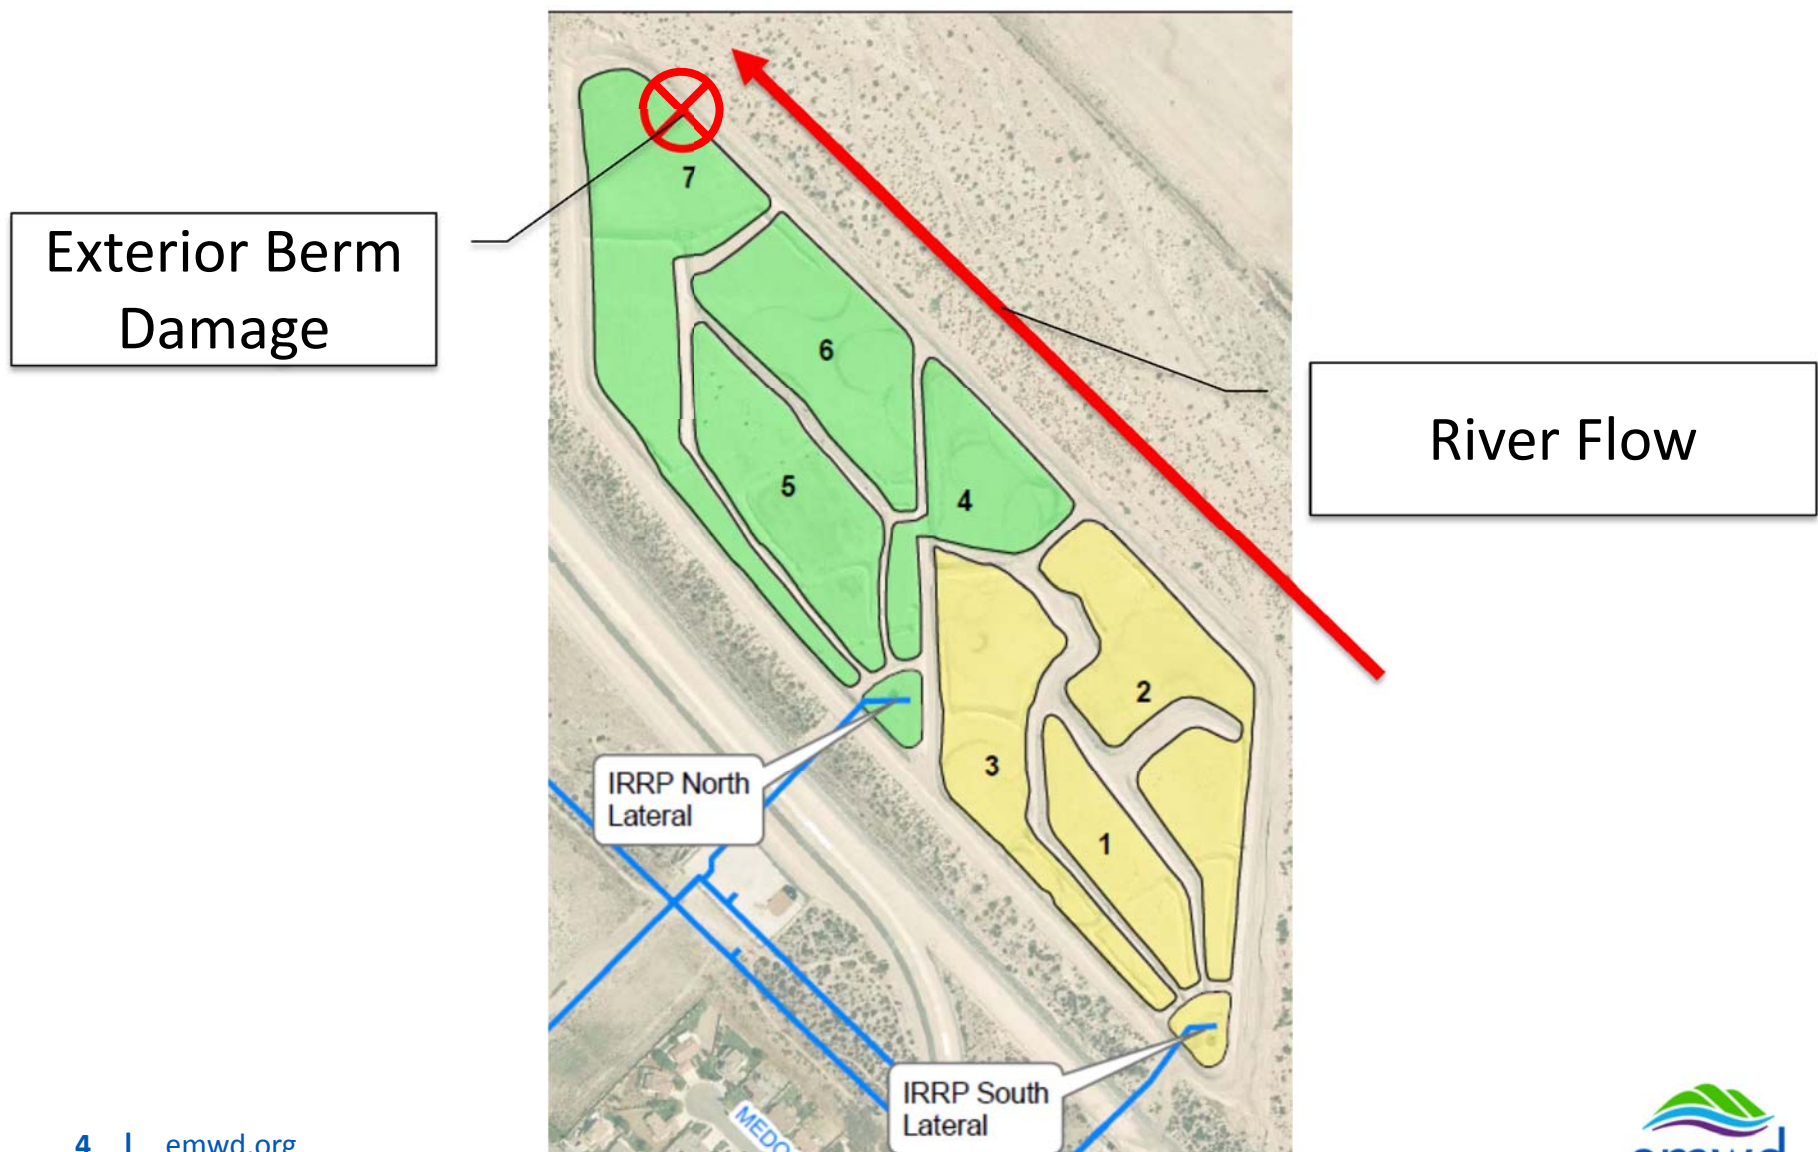 Exterior Berm
Damage
River Flow
7
6
5
4
3
2
1
IRRP North
Lateral
IRRP South
Lateral
4 | emwd.org
emwd